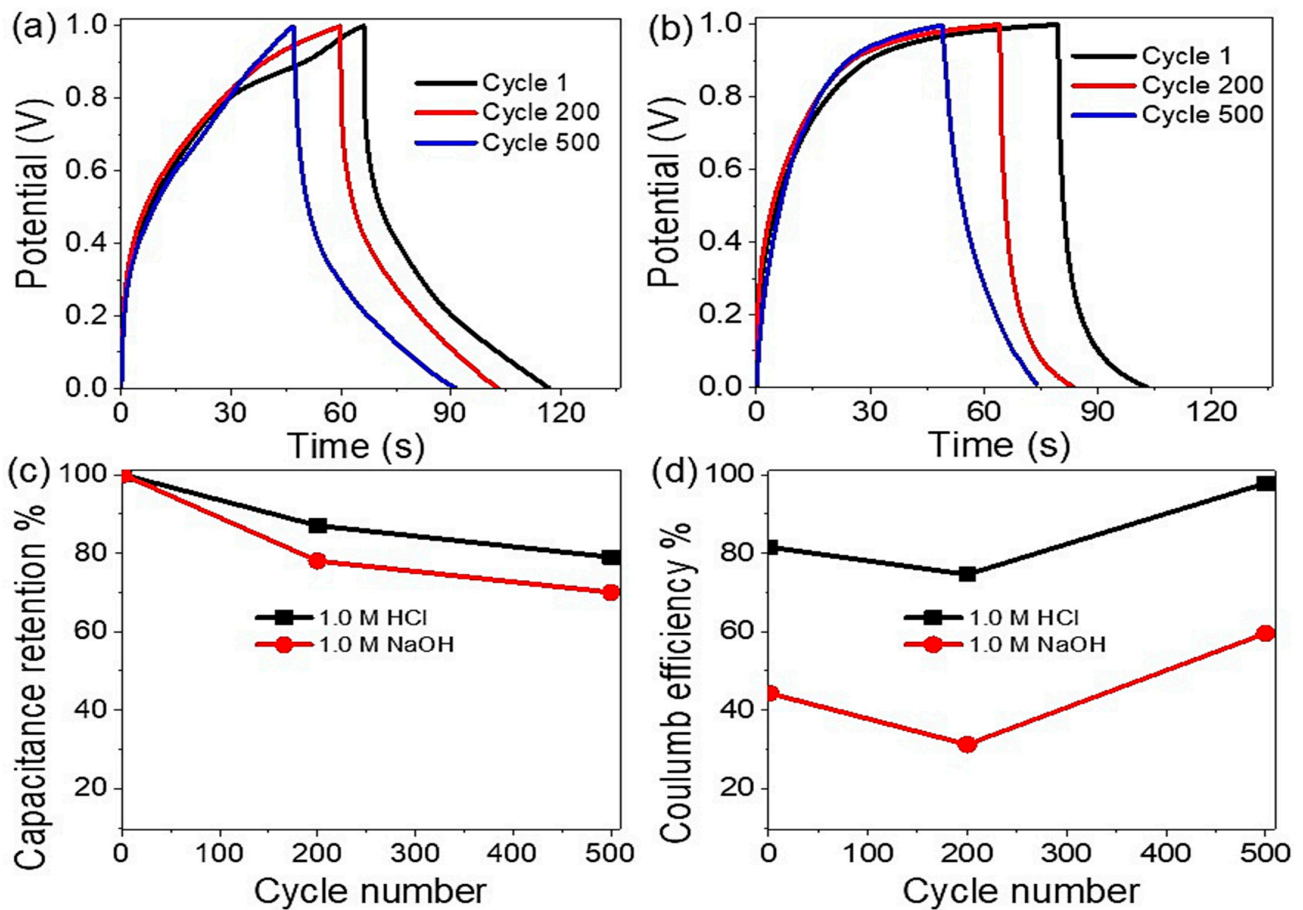 (a)
1.0
0.8
0.6
0.4
0.2
0.0
Potential (V)
Cycle 1
Cycle 200
Cycle 500
0 30 60 90 120
Time (s)
(b)
1.0
0.8
0.6
0.4
0.2
0.0
Potential (V)
Cycle 1
Cycle 200
Cycle 500
0 30 60 90 120
Time (s)
(c)
100
80
60
40
20
Capacitance retention %
1.0 M HCl
1.0 M NaOH
0 100 200 300 400 500
Cycle number
(d)
100
80
60
40
20
Coulumb efficiency %
1.0 M HCl
1.0 M NaOH
0 100 200 300 400 500
Cycle number